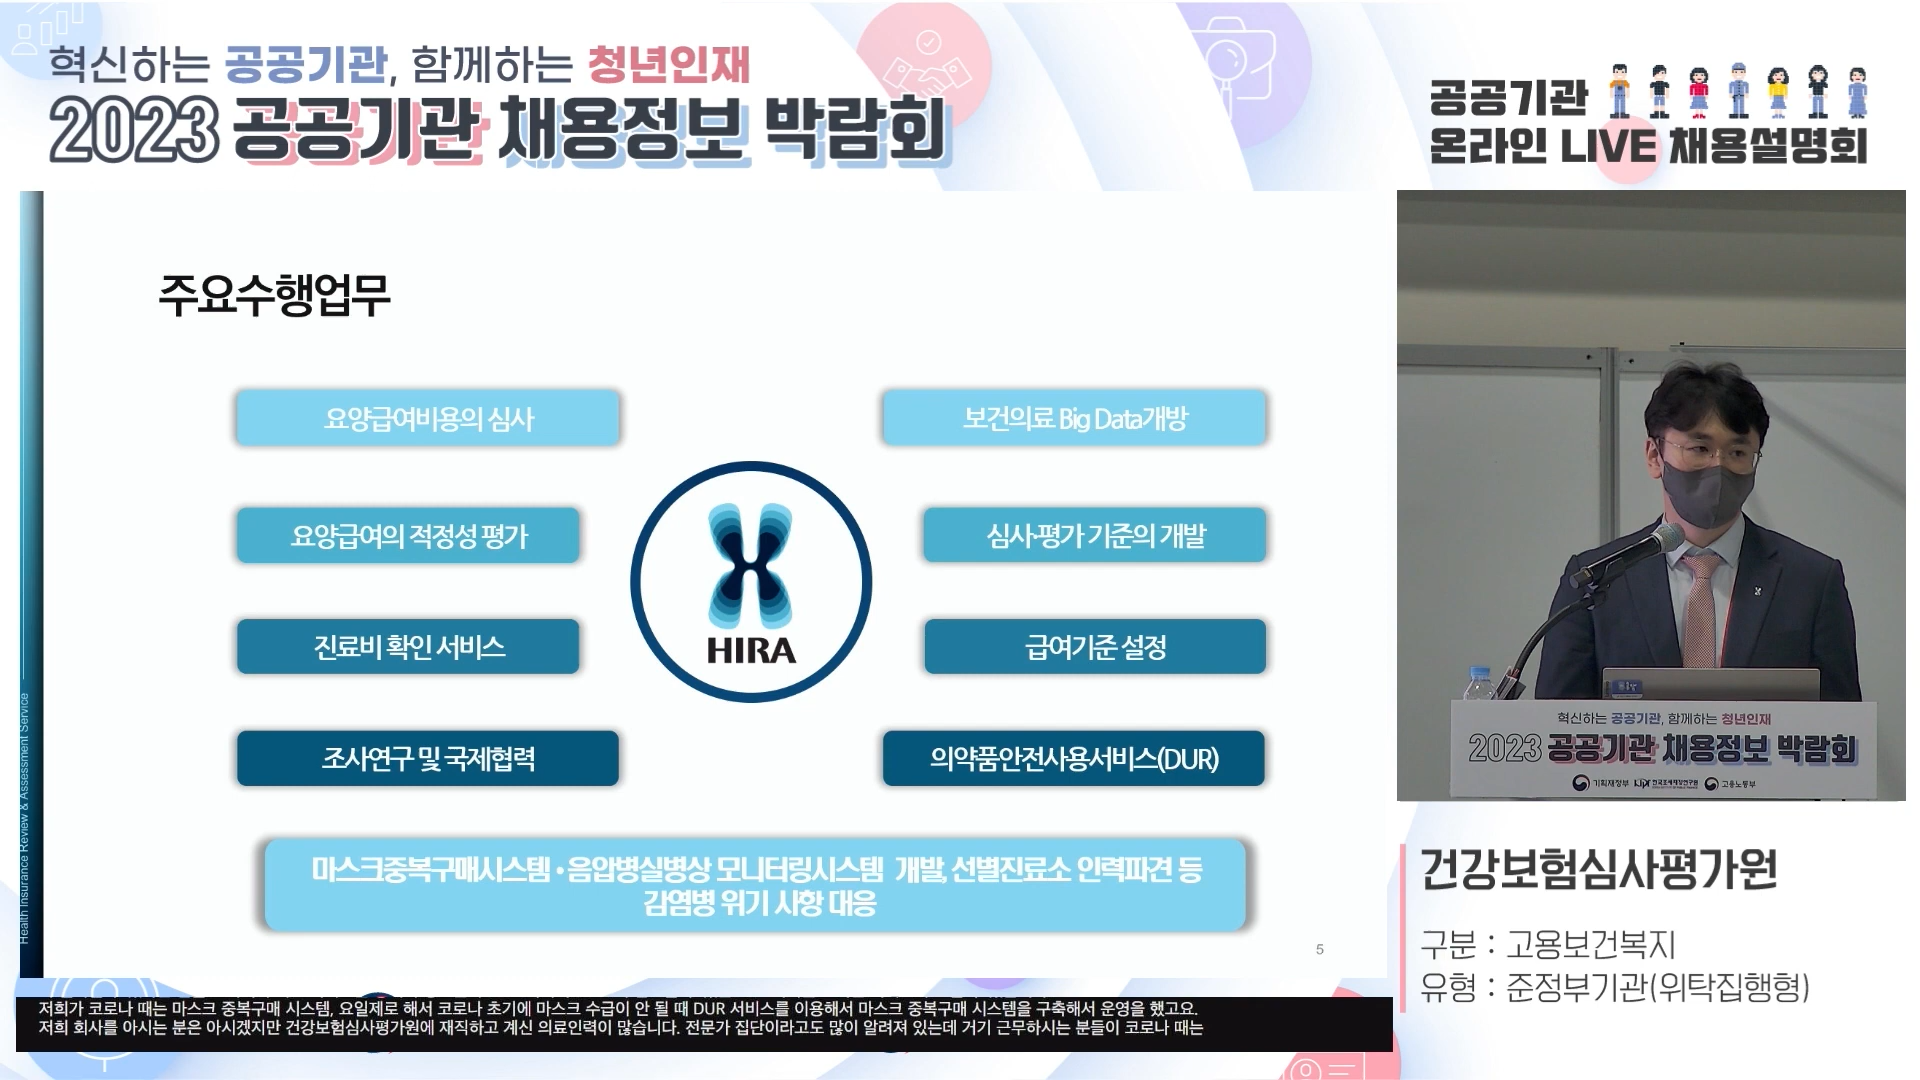 혁신하는 공공기관, 함께하는 청년인재
2023 공공기관 채용정보 박람회
공공기관
온라인 LIVE 채용설명회
주요수행업무
요양급여비용의 심사
보건의료 Big Data개방
요양급여의 적정성 평가
심사·평가 기준의 개발
진료비 확인 서비스
급여기준 설정
조사연구 및 국제협력
의약품안전사용서비스(DUR)
HIRA
마스크중복구매시스템 • 음압병실병상 모니터링시스템 개발, 선별진료소 인력파견 등
감염병 위기 사항 대응
5
Health Insurance Review & Assessment Service
혁신하는 공공기관, 함께하는 청년인재
2023 공공기관 채용정보 박람회
기획재정부 한국조세재정연구원 고용노동부
건강보험심사평가원
구분 : 고용보건복지
유형 : 준정부기관(위탁집행형)
저희가 코로나 때는 마스크 중복구매 시스템, 요일제로 해서 코로나 초기에 마스크 수급이 안 될 때 DUR 서비스를 이용해서 마스크 중복구매 시스템을 구축해서 운영을 했고요.
저희 회사를 아시는 분은 아시겠지만 건강보험심사평가원에 재직하고 계신 의료인력이 많습니다. 전문가 집단이라고도 많이 알려져 있는데 거기 근무하시는 분들이 코로나 때는